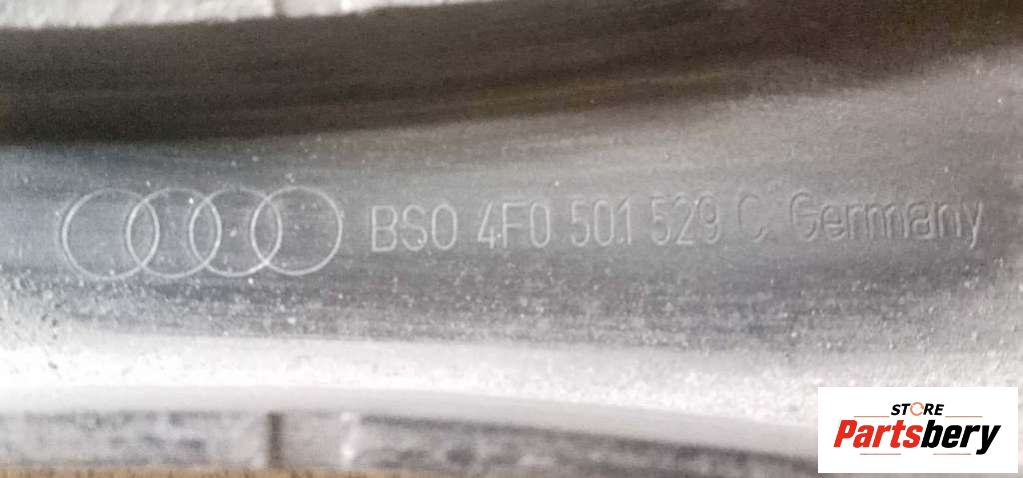 BSO 4F0 501 529 C Germany
STORE
Partsbery